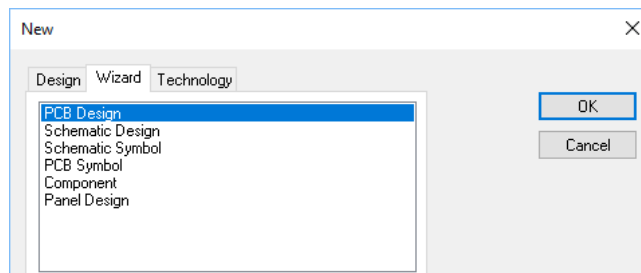 New
Design Wizard Technology
PCB Design
Schematic Design
Schematic Symbol
PCB Symbol
Component
Panel Design
OK
Cancel